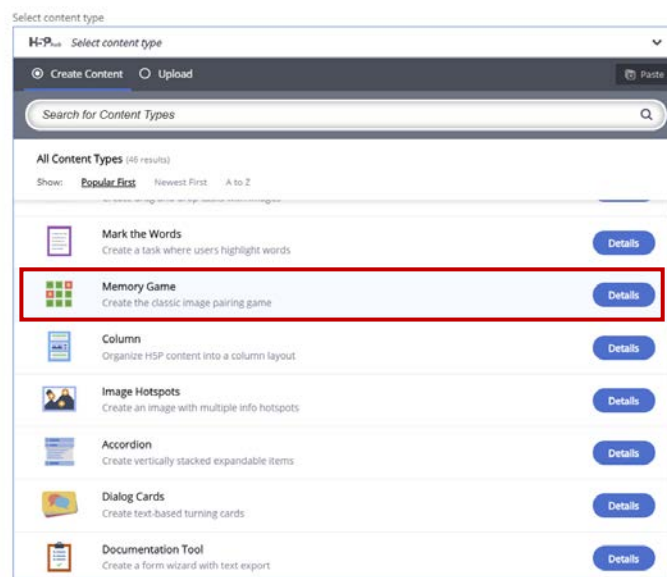 Select content type
H-P hub Select content type
Create Content Upload Paste
Search for Content Types
All Content Types (46 results)
Show: Popular First Newest First A to Z
Mark the Words
Create a task where users highlight words
Details
Memory Game
Create the classic image pairing game
Details
Column
Organize H5P content into a column layout
Details
Image Hotspots
Create an image with multiple info hotspots
Details
Accordion
Create vertically stacked expandable items
Details
Dialog Cards
Create text-based turning cards
Details
Documentation Tool
Create a form wizard with text export
Details